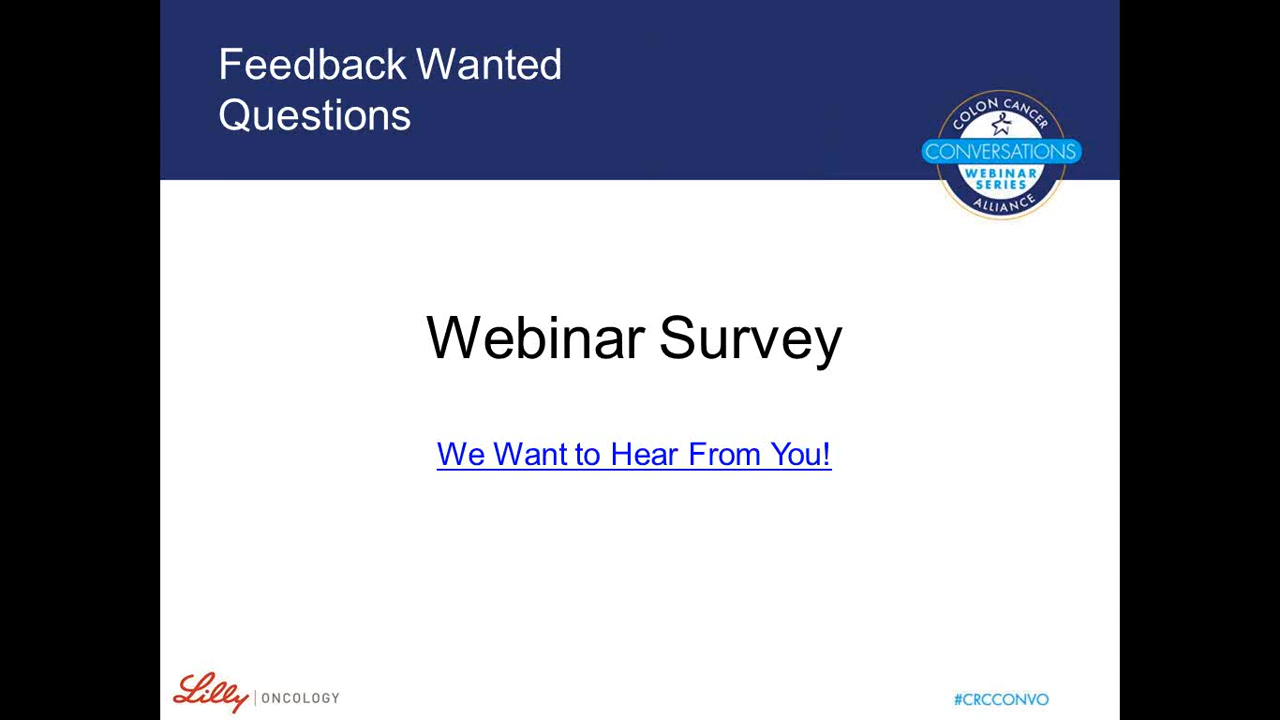 Feedback Wanted
Questions
COLON CANCER
CONVERSATIONS
WEBINAR
SERIES
ALLIANCE
Webinar Survey
We Want to Hear From You!
Lilly | ONCOLOGY
#CRCCONVO